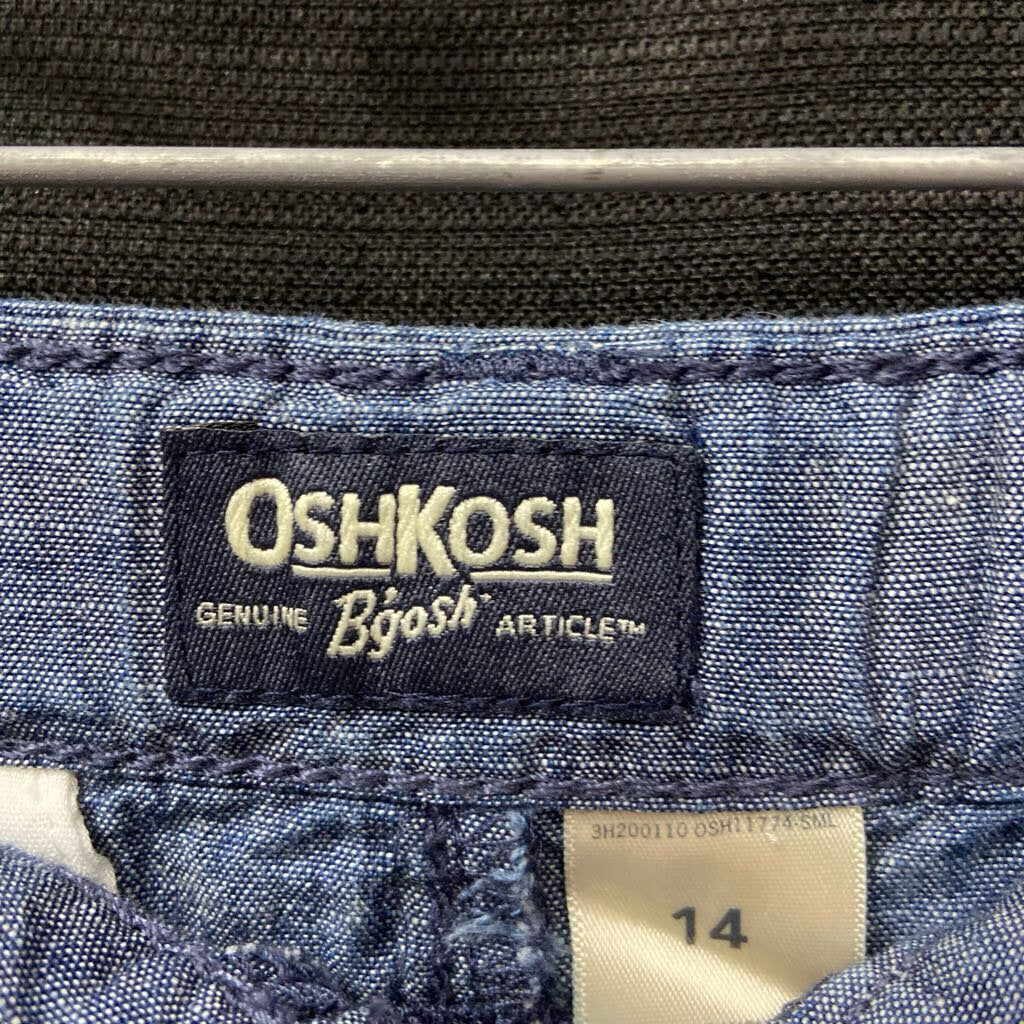 OSHKOSH
GENUINE B'gosh ARTICLE™
3H200110 OSH11774-SML
14